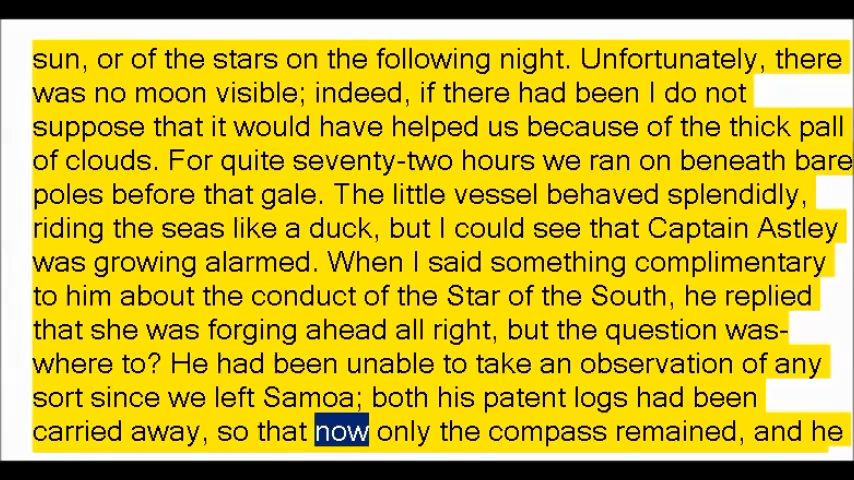 sun, or of the stars on the following night. Unfortunately, there
was no moon visible; indeed, if there had been I do not
suppose that it would have helped us because of the thick pall
of clouds. For quite seventy-two hours we ran on beneath bare
poles before that gale. The little vessel behaved splendidly,
riding the seas like a duck, but I could see that Captain Astley
was growing alarmed. When I said something complimentary
to him about the conduct of the Star of the South, he replied
that she was forging ahead all right, but the question was-
where to? He had been unable to take an observation of any
sort since we left Samoa; both his patent logs had been
carried away, so that now only the compass remained, and he